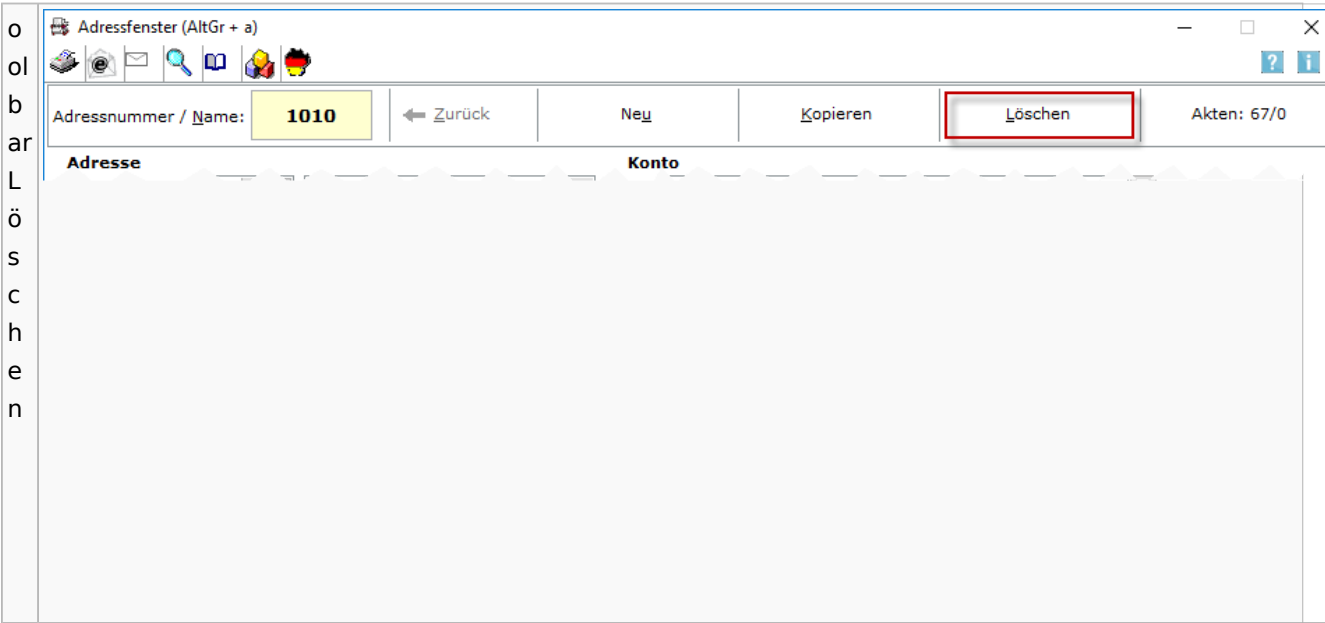 o
ol
b
ar
L
ö
s
c
h
e
n
Adressfenster (AltGr + a)
Adressnummer / Name: 1010 Zurück Neu Kopieren Löschen Akten: 67/0
Adresse Konto